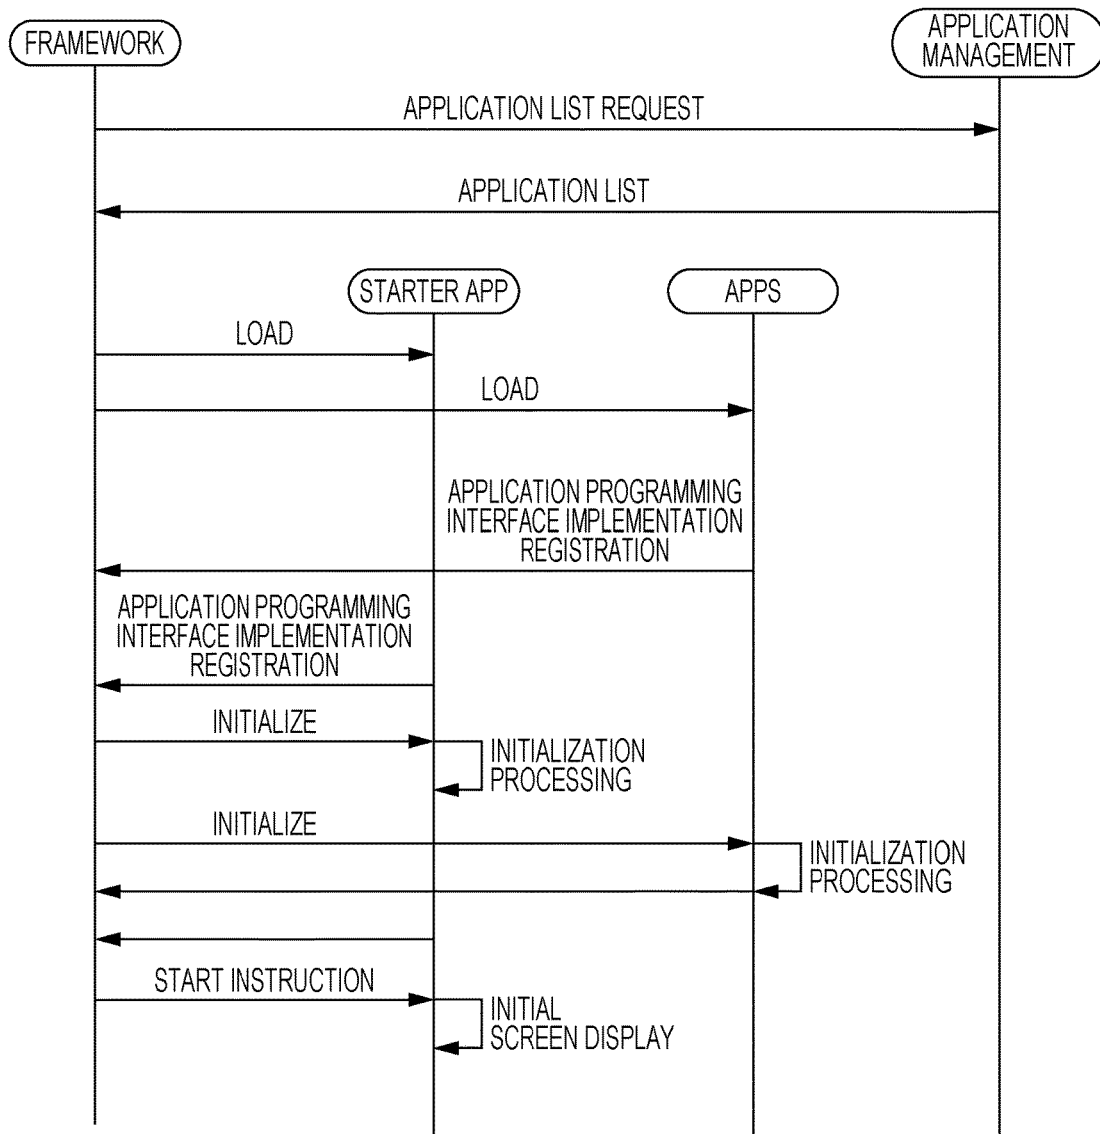 FRAMEWORK
APPLICATION
MANAGEMENT
APPLICATION LIST REQUEST
APPLICATION LIST
STARTER APP
APPS
LOAD
LOAD
APPLICATION PROGRAMMING
INTERFACE IMPLEMENTATION
REGISTRATION
APPLICATION PROGRAMMING
INTERFACE IMPLEMENTATION
REGISTRATION
INITIALIZE
INITIALIZATION
PROCESSING
INITIALIZE
INITIALIZATION
PROCESSING
START INSTRUCTION
INITIAL
SCREEN DISPLAY